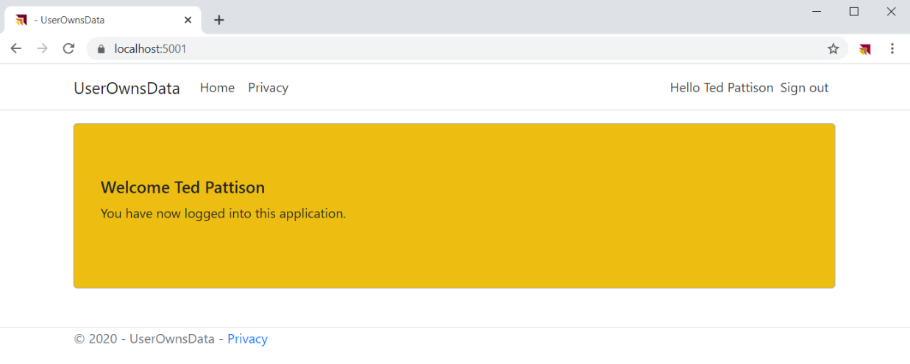 - UserOwnsData
localhost:5001
UserOwnsData Home Privacy Hello Ted Pattison Sign out
Welcome Ted Pattison
You have now logged into this application.
© 2020 - UserOwnsData - Privacy